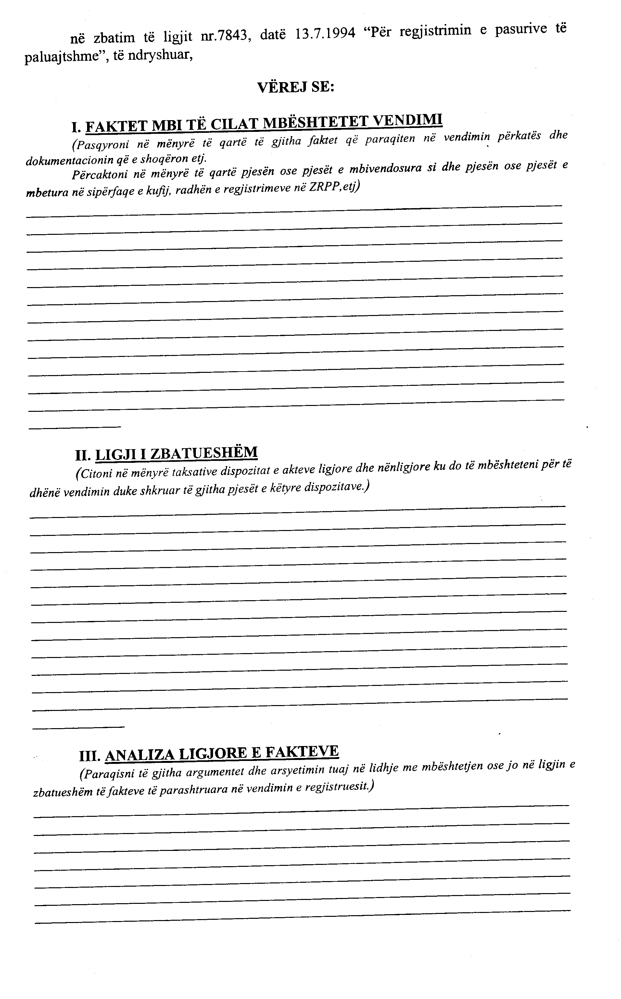 në zbatim të ligjit nr.7843, datë 13.7.1994 “Për regjistrimin e pasurive të
paluajtshme”, të ndryshuar,
VËREJ SE:
I. FAKTET MBI TË CILAT MBËSHTETET VENDIMI
(Pasqyroni në mënyrë të qartë të gjitha faktet që paraqiten në vendimin përkatës dhe
dokumentacionin që e shoqëron etj.
Përcaktoni në mënyrë të qartë pjesën ose pjesët e mbivendosura si dhe pjesën ose pjesët e
mbetura në sipërfaqe e kufij, radhën e regjistrimeve në ZRPP,etj)
II. LIGJI I ZBATUESHËM
(Citoni në mënyrë taksative dispozitat e akteve ligjore dhe nënligjore ku do të mbështeteni për të
dhënë vendimin duke shkruar të gjitha pjesët e këtyre dispozitave.)
III. ANALIZA LIGJORE E FAKTEVE
(Paraqisni të gjitha argumentet dhe arsyetimin tuaj në lidhje me mbështetjen ose jo në ligjin e
zbatueshëm të fakteve të parashtruara në vendimin e regjistruesit.)